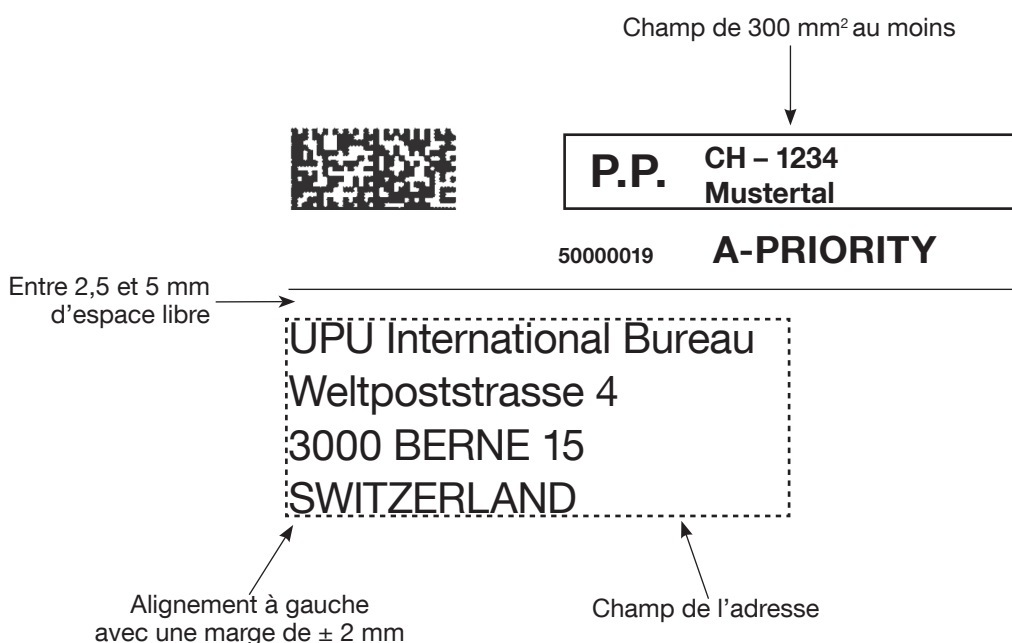 Champ de 300 mm² au moins
P.P.
CH – 1234
Mustertal
50000019 A-PRIORITY
Entre 2,5 et 5 mm
d’espace libre
UPU International Bureau
Weltpoststrasse 4
3000 BERNE 15
SWITZERLAND
Alignement à gauche
avec une marge de ± 2 mm
Champ de l’adresse